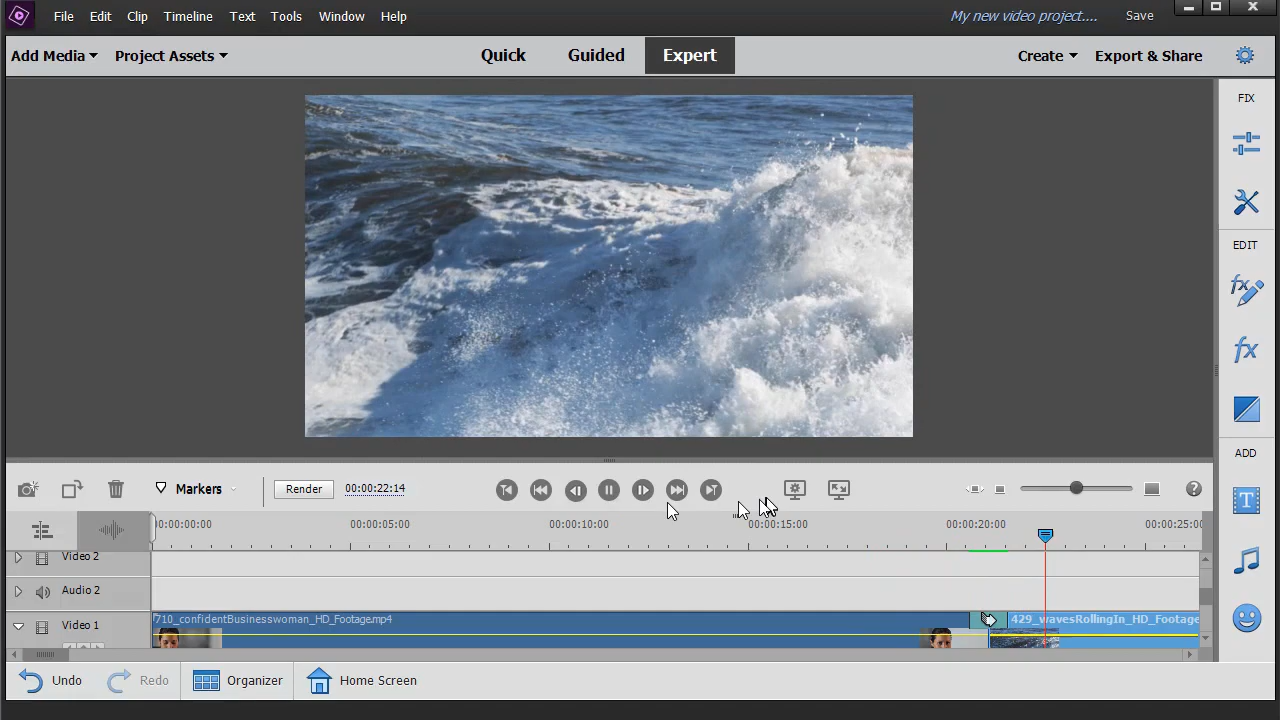 File Edit Clip Timeline Text Tools Window Help My new video project.... Save
Add Media Project Assets Quick Guided Expert Create Export & Share
FIX
EDIT
ADD
Markers Render 00:00:22:14
00:00:00:00 00:00:05:00 00:00:10:00 00:00:15:00 00:00:20:00 00:00:25:00
Video 2
Audio 2
Video 1 710_confidentBusinesswoman_HD_Footage.mp4 429_wavesRollingIn_HD_Footage
Undo Redo Organizer Home Screen